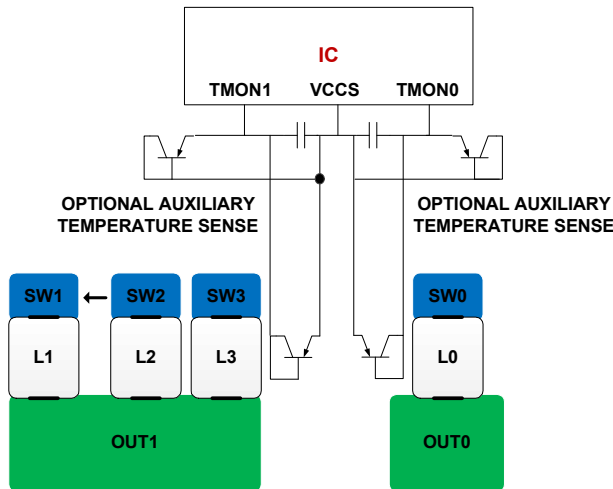 IC
TMON1 VCCS TMON0
OPTIONAL AUXILIARY
TEMPERATURE SENSE
OPTIONAL AUXILIARY
TEMPERATURE SENSE
SW1 SW2 SW3 SW0
L1 L2 L3 L0
OUT1 OUT0